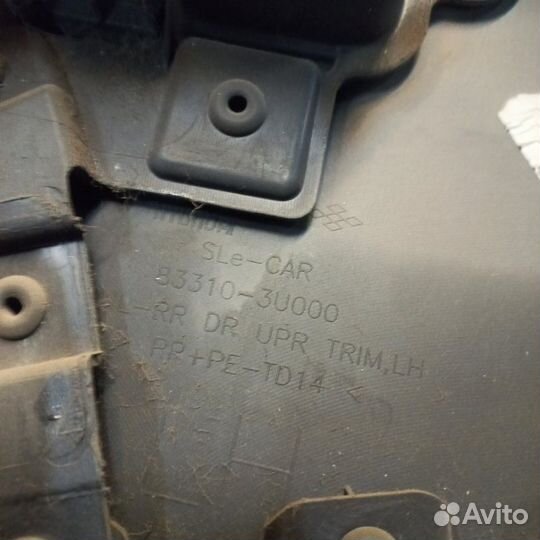 SLe-CAR
83310-3U000
RR DR UPR TRIM,LH
PP+PE-TD14 <
Avito